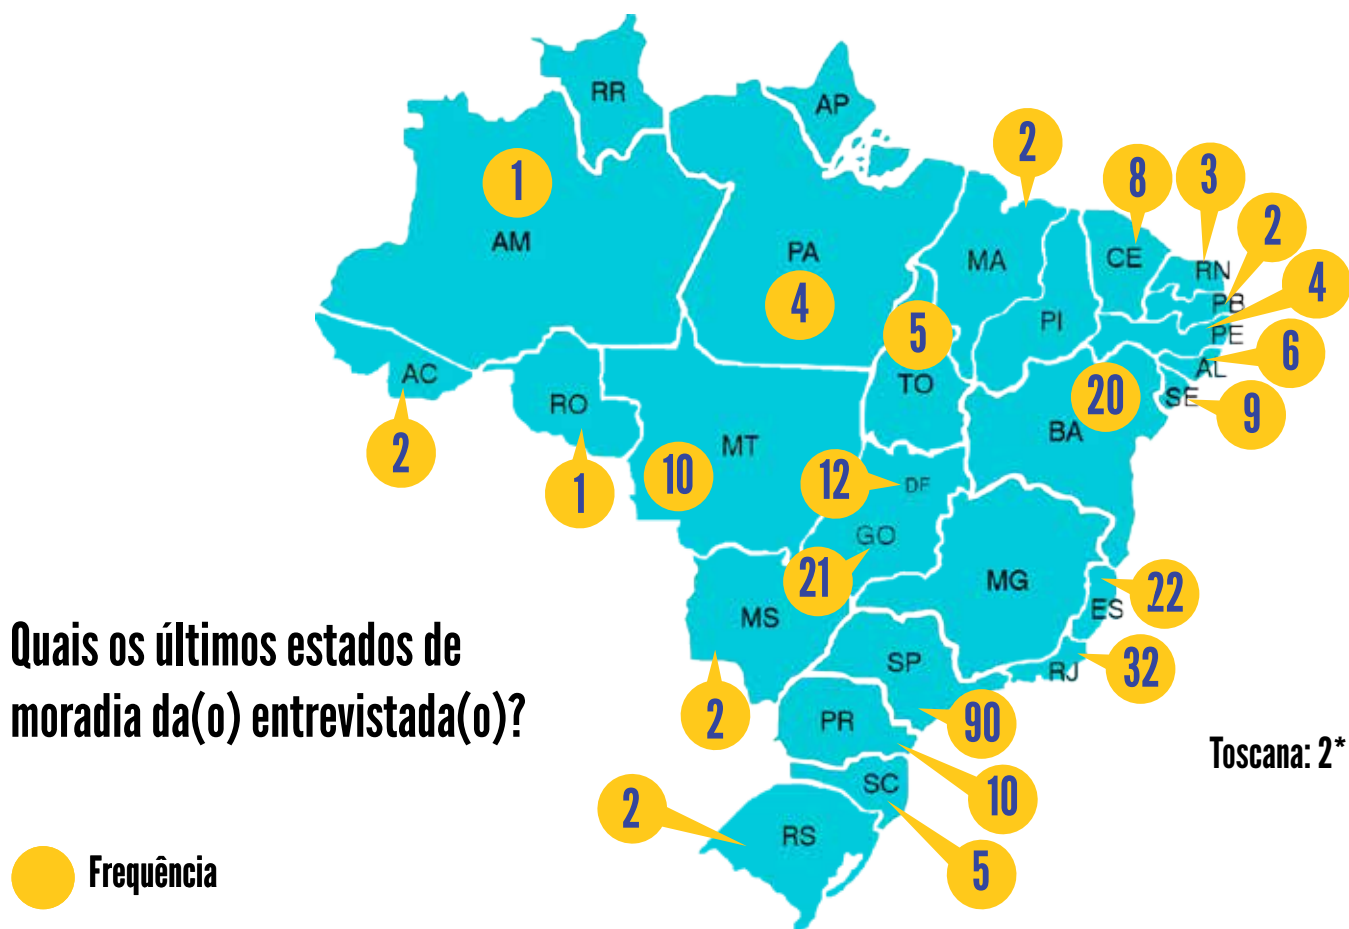 RR
AP
2
8
3
1
2
AM
PA
MA
CE
RN
4
4
PB
5
PI
PE
6
AC
TO
20
AL
RO
SE
9
2
MT
BA
10
1
12
DF
GO
21
MG
22
ES
MS
Quais os últimos estados de
moradia da(o) entrevistada(o)?
SP
RJ
32
2
PR
90
Toscana: 2*
SC
10
2
RS
5
Frequência